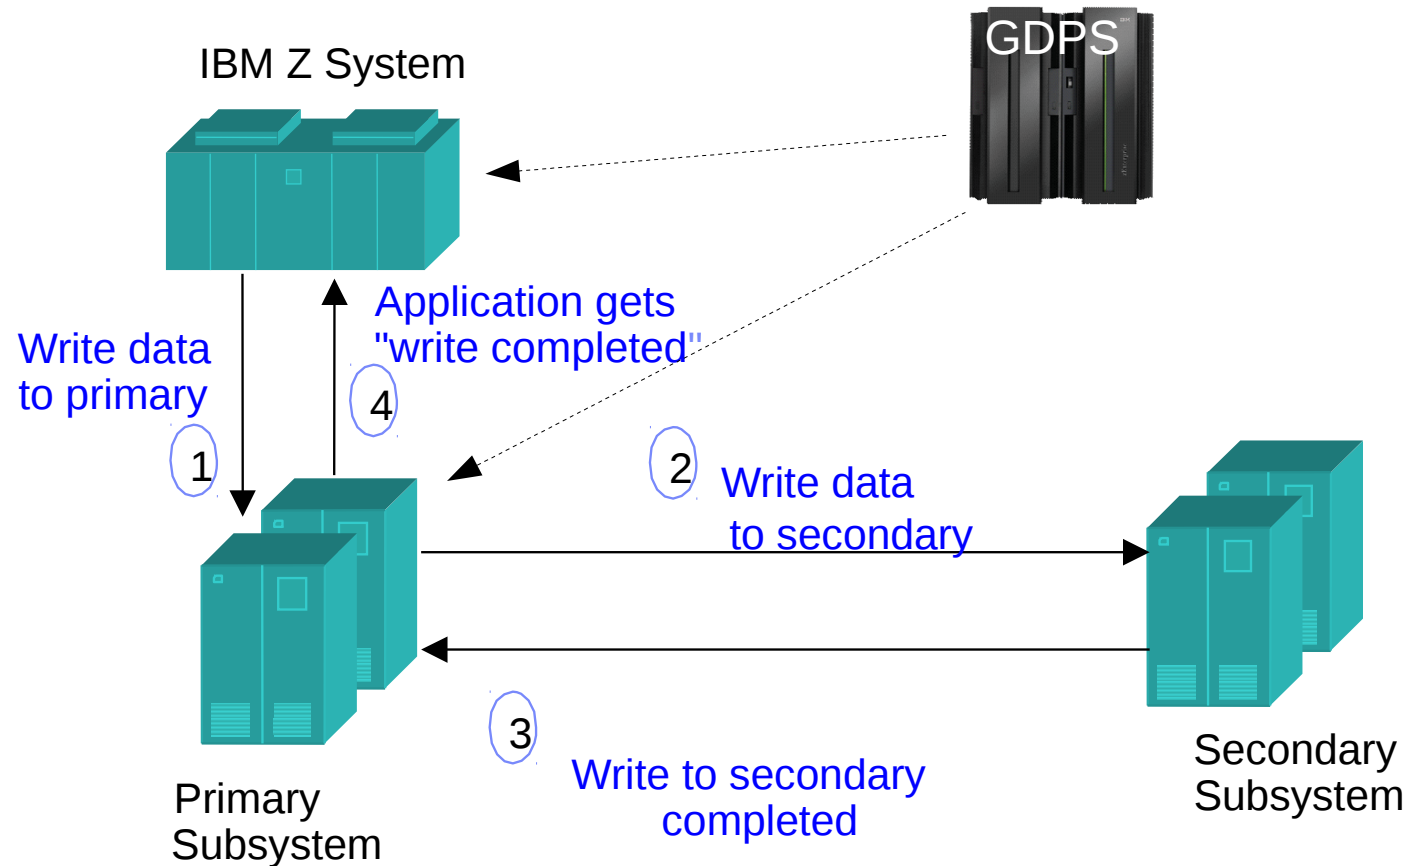 GDPS
IBM Z System
Application gets
"write completed"
Write data
to primary
4
1
2
Write data
to secondary
3
Write to secondary
completed
Secondary
Subsystem
Primary
Subsystem